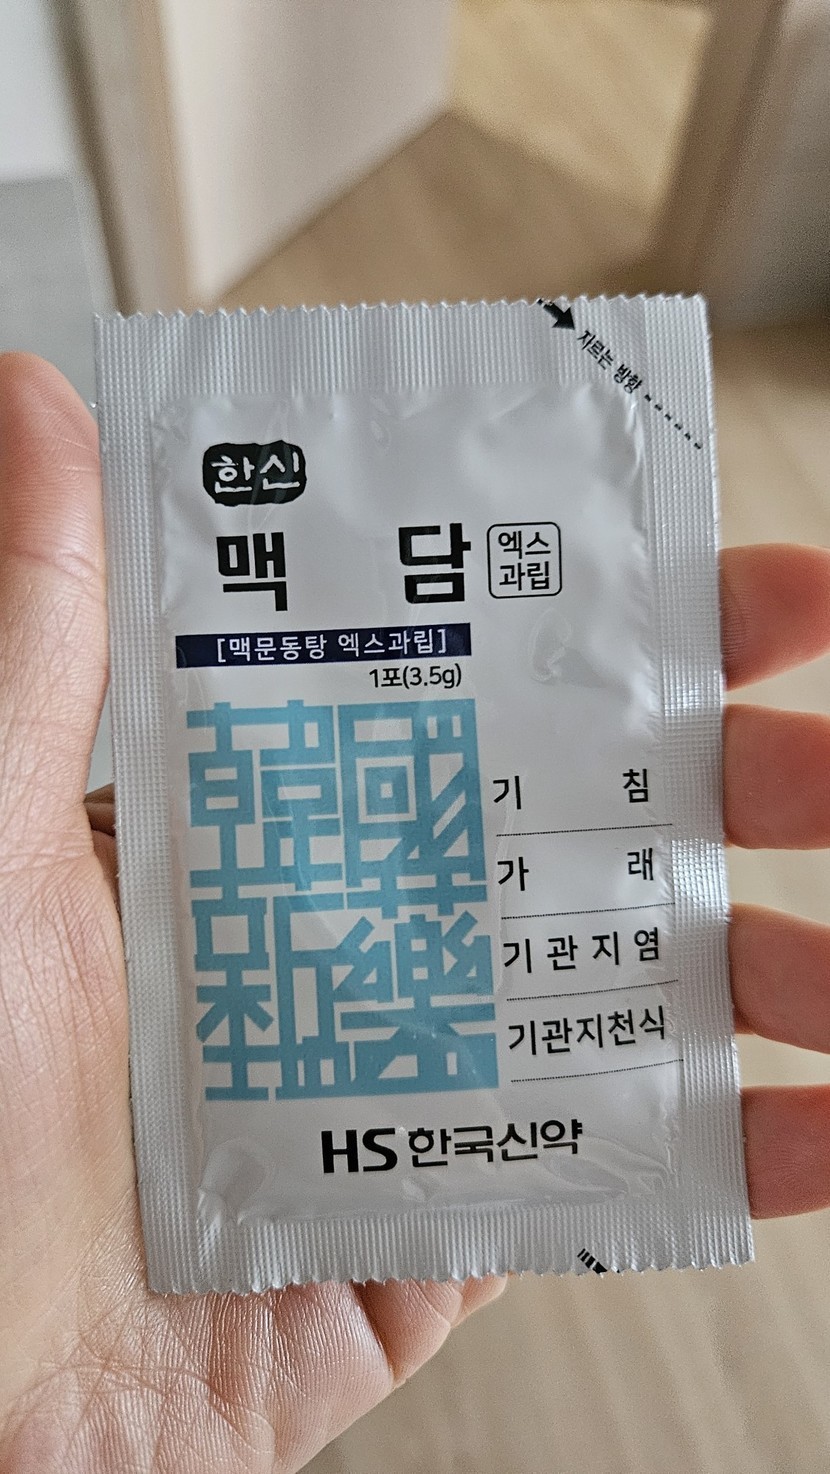 자르는 방향
한신
맥 담
엑스
과립
[맥문동탕 엑스과립]
1포(3.5g)
기 침
가 래
기 관 지 염
기관지천식
HS 한국신약